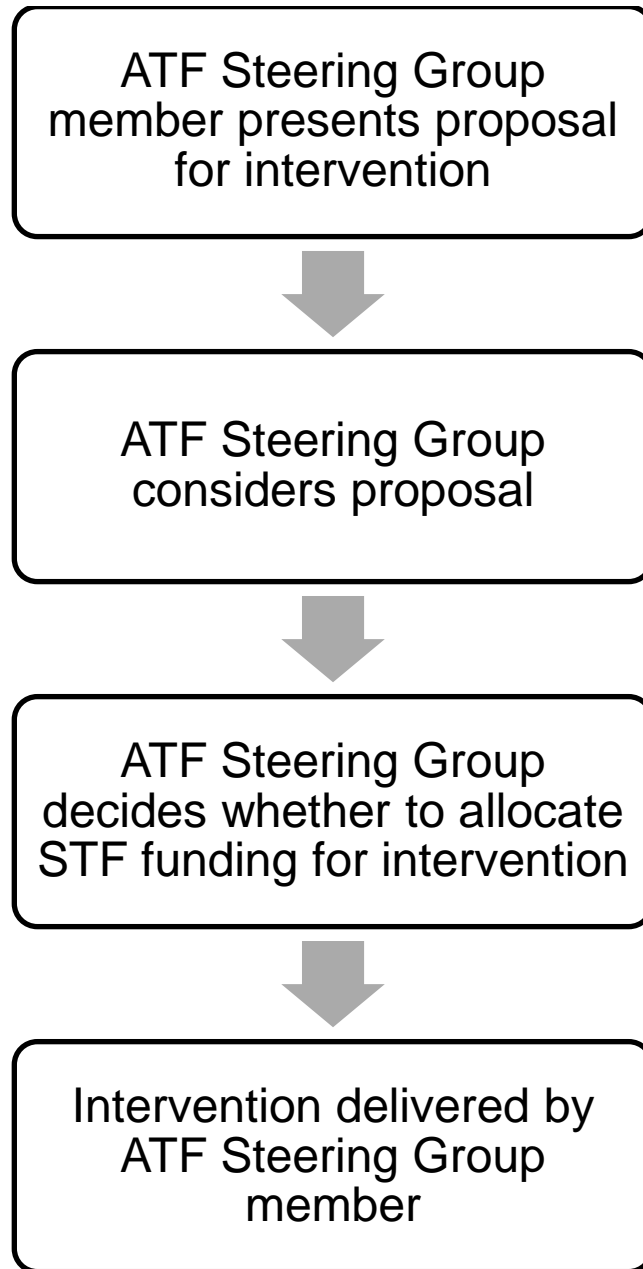 ATF Steering Group
member presents proposal
for intervention
ATF Steering Group
considers proposal
ATF Steering Group
decides whether to allocate
STF funding for intervention
Intervention delivered by
ATF Steering Group
member